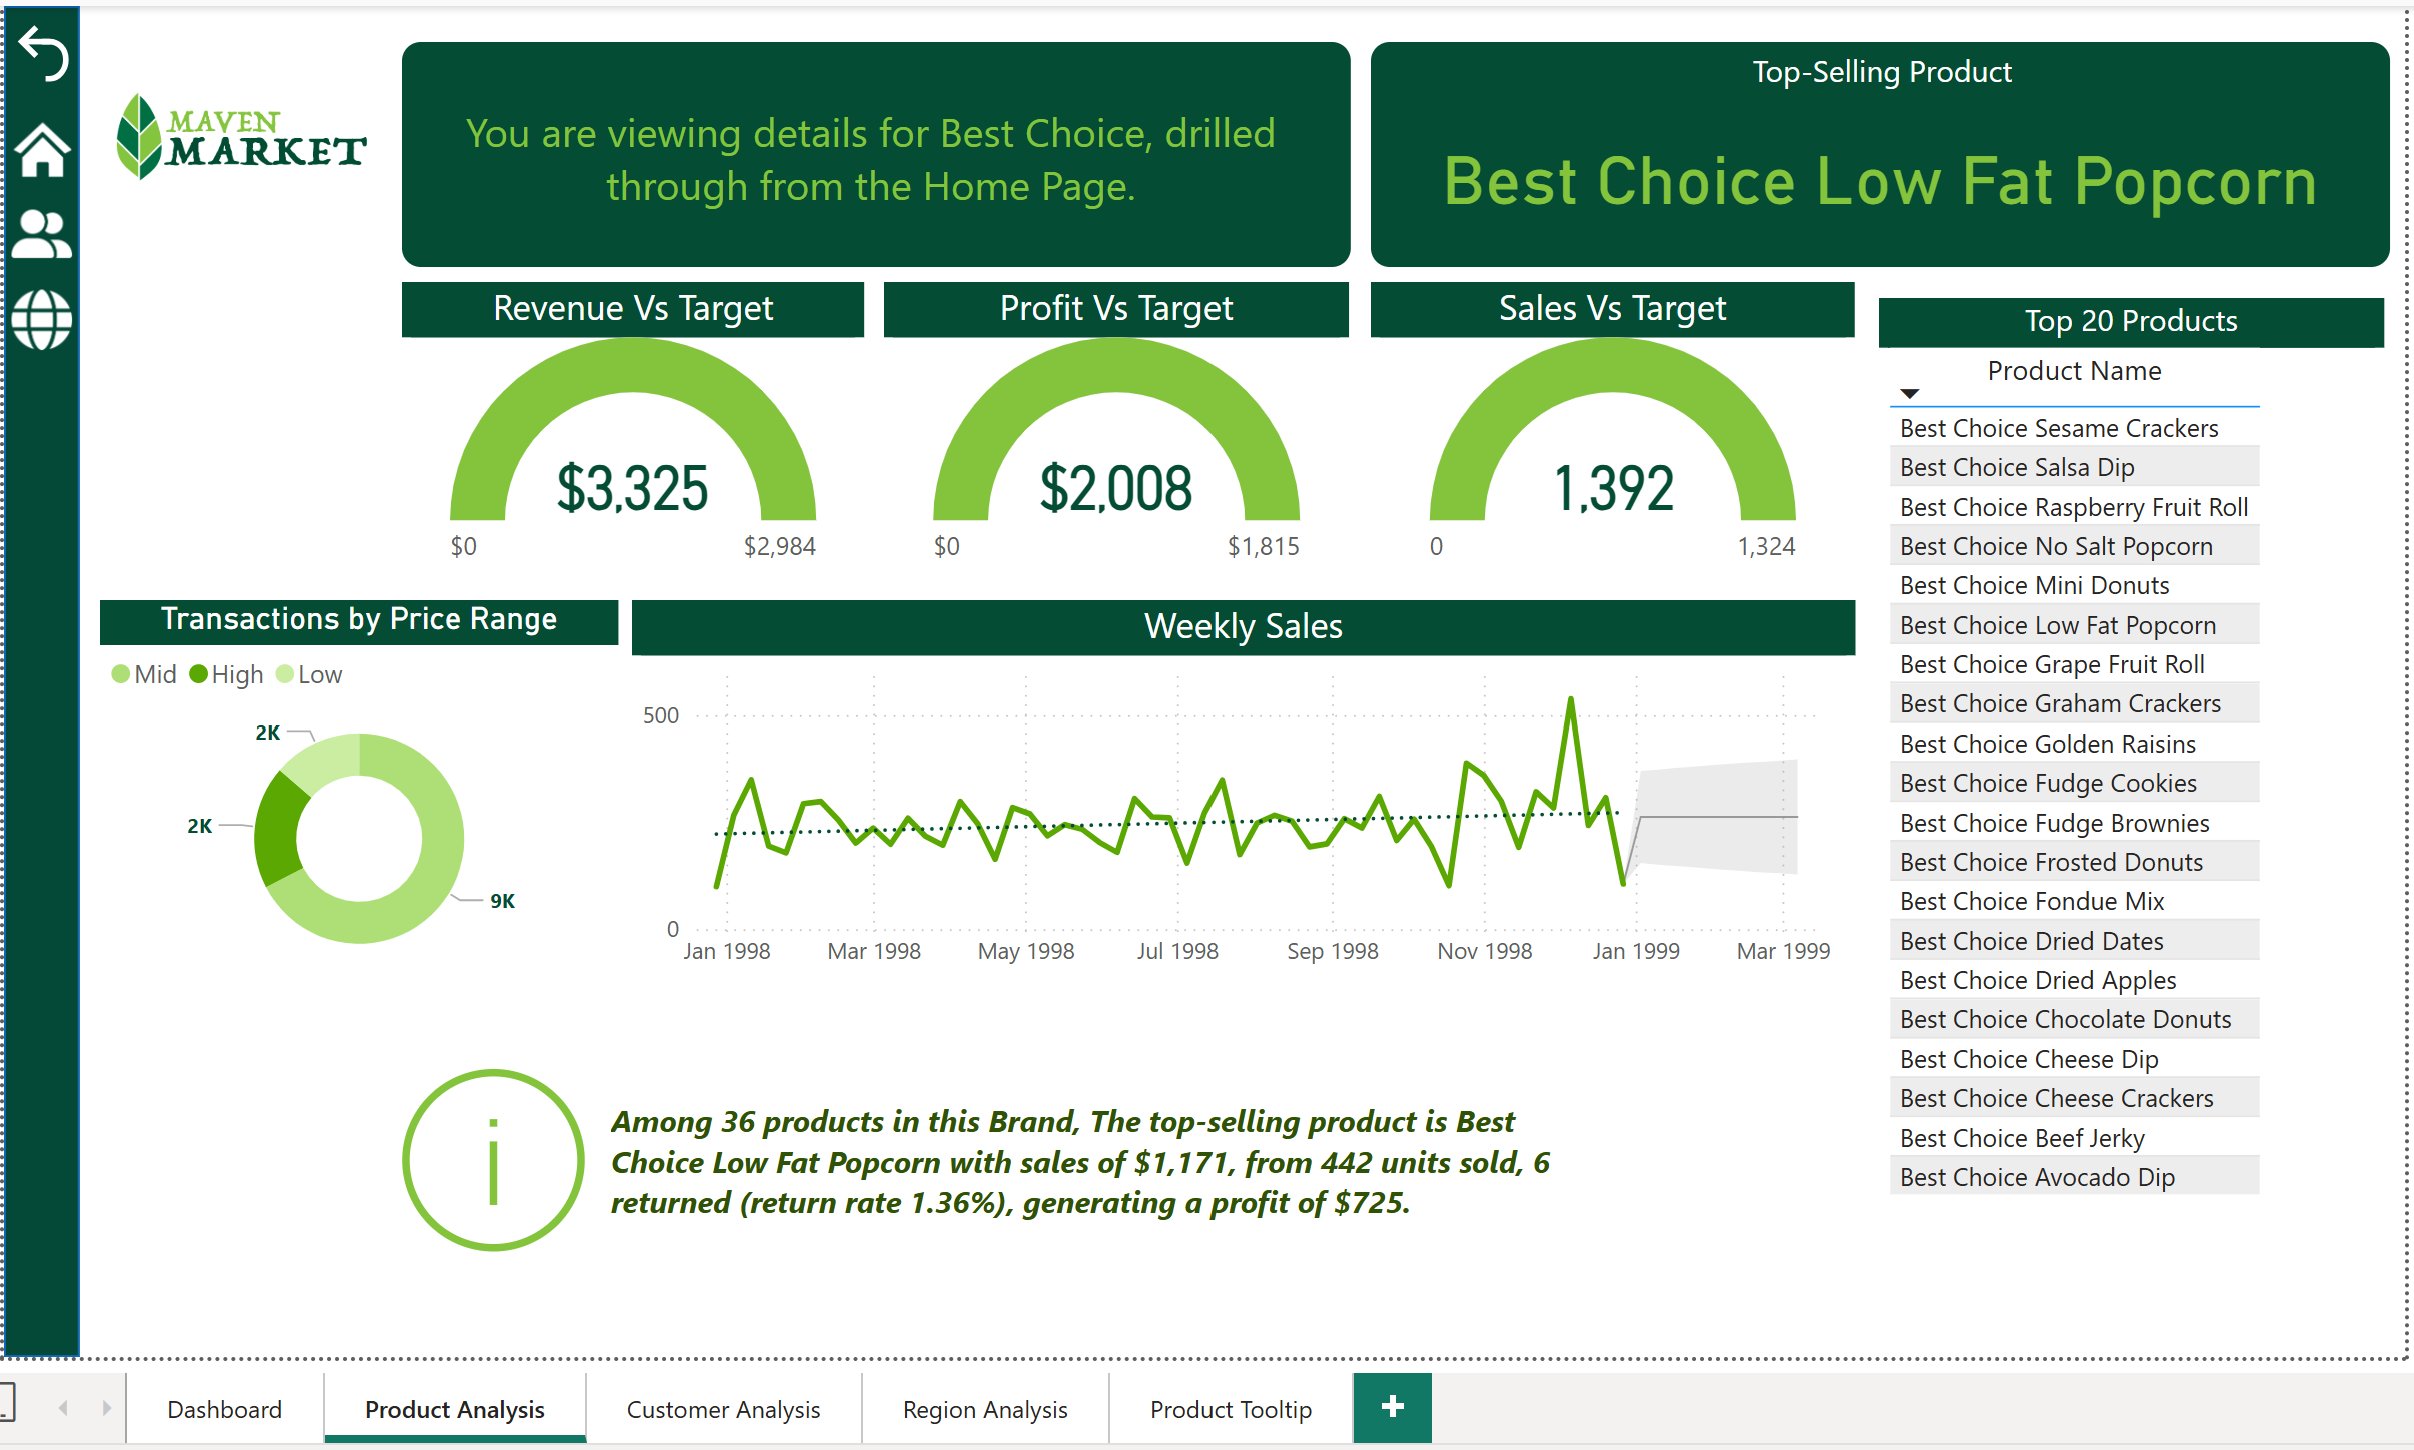 MAVEN
MARKET
You are viewing details for Best Choice, drilled
through from the Home Page.
Top-Selling Product
Best Choice Low Fat Popcorn
Revenue Vs Target
$3,325
$0
$2,984
Profit Vs Target
$2,008
$0
$1,815
Sales Vs Target
1,392
0
1,324
Top 20 Products
Product Name
Best Choice Sesame Crackers
Best Choice Salsa Dip
Best Choice Raspberry Fruit Roll
Best Choice No Salt Popcorn
Best Choice Mini Donuts
Best Choice Low Fat Popcorn
Best Choice Grape Fruit Roll
Best Choice Graham Crackers
Best Choice Golden Raisins
Best Choice Fudge Cookies
Best Choice Fudge Brownies
Best Choice Frosted Donuts
Best Choice Fondue Mix
Best Choice Dried Dates
Best Choice Dried Apples
Best Choice Chocolate Donuts
Best Choice Cheese Dip
Best Choice Cheese Crackers
Best Choice Beef Jerky
Best Choice Avocado Dip
Transactions by Price Range
Mid High Low
2K
2K
9K
Weekly Sales
500
0
Jan 1998 Mar 1998 May 1998 Jul 1998 Sep 1998 Nov 1998 Jan 1999 Mar 1999
i
Among 36 products in this Brand, The top-selling product is Best
Choice Low Fat Popcorn with sales of $1,171, from 442 units sold, 6
returned (return rate 1.36%), generating a profit of $725.
Dashboard Product Analysis Customer Analysis Region Analysis Product Tooltip +